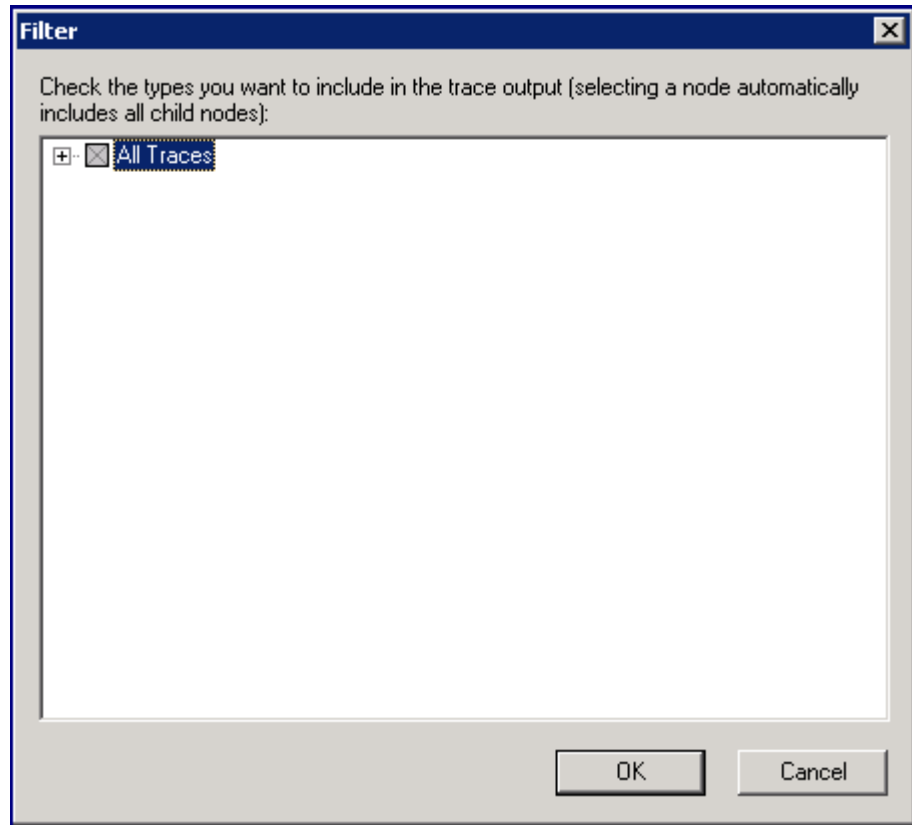 Filter
Check the types you want to include in the trace output (selecting a node automatically
includes all child nodes):
All Traces
OK
Cancel